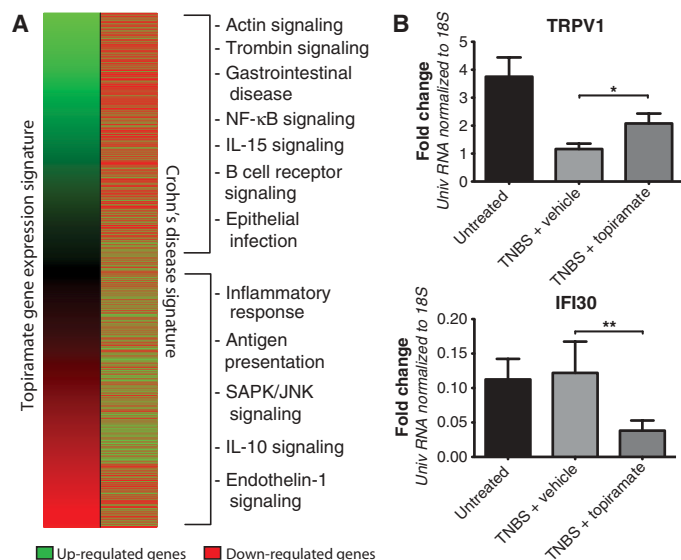 A
Topiramate gene expression signature
Crohn's disease signature
- Actin signaling
- Trombin signaling
- Gastrointestinal
disease
- NF-κB signaling
- IL-15 signaling
- B cell receptor
signaling
- Epithelial
infection
- Inflammatory
response
- Antigen
presentation
- SAPK/JNK
signaling
- IL-10 signaling
- Endothelin-1
signaling
Up-regulated genes
Down-regulated genes
B
TRPV1
Fold change
Univ RNA normalized to 18S
5
4
3
2
1
0
*
Untreated
TNBS + vehicle
TNBS + topiramate
IFI30
Fold change
Univ RNA normalized to 18S
0.20
0.15
0.10
0.05
0.00
**
Untreated
TNBS + vehicle
TNBS + topiramate